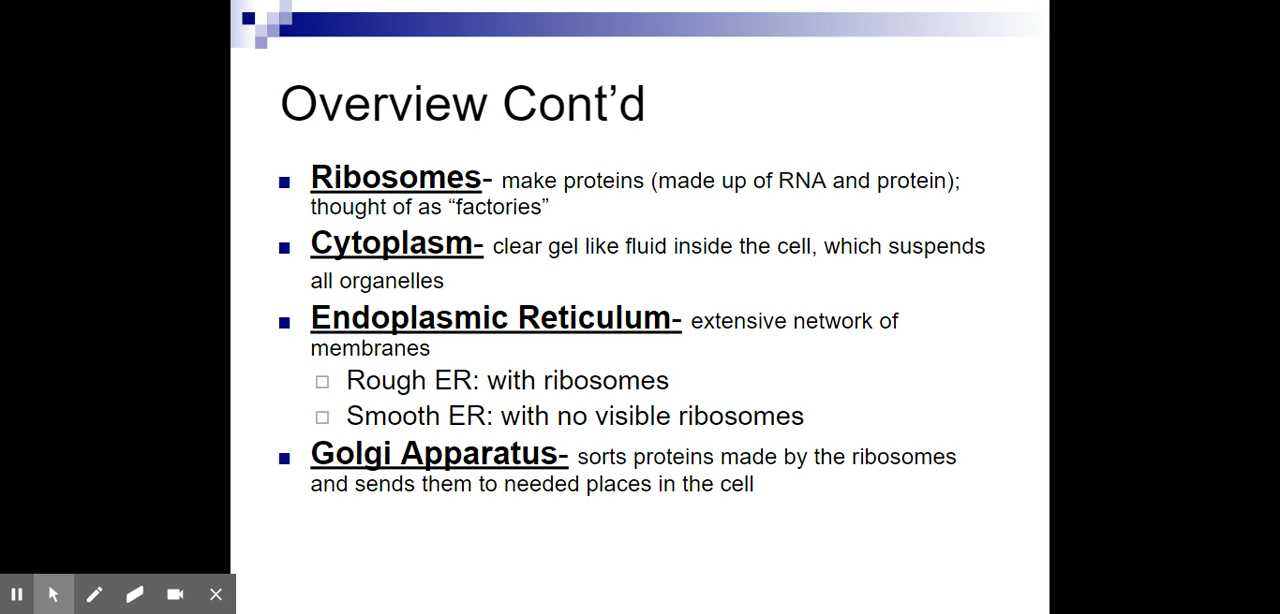 Overview Cont’d
Ribosomes- make proteins (made up of RNA and protein);
thought of as “factories”
Cytoplasm- clear gel like fluid inside the cell, which suspends
all organelles
Endoplasmic Reticulum- extensive network of
membranes
Rough ER: with ribosomes
Smooth ER: with no visible ribosomes
Golgi Apparatus- sorts proteins made by the ribosomes
and sends them to needed places in the cell